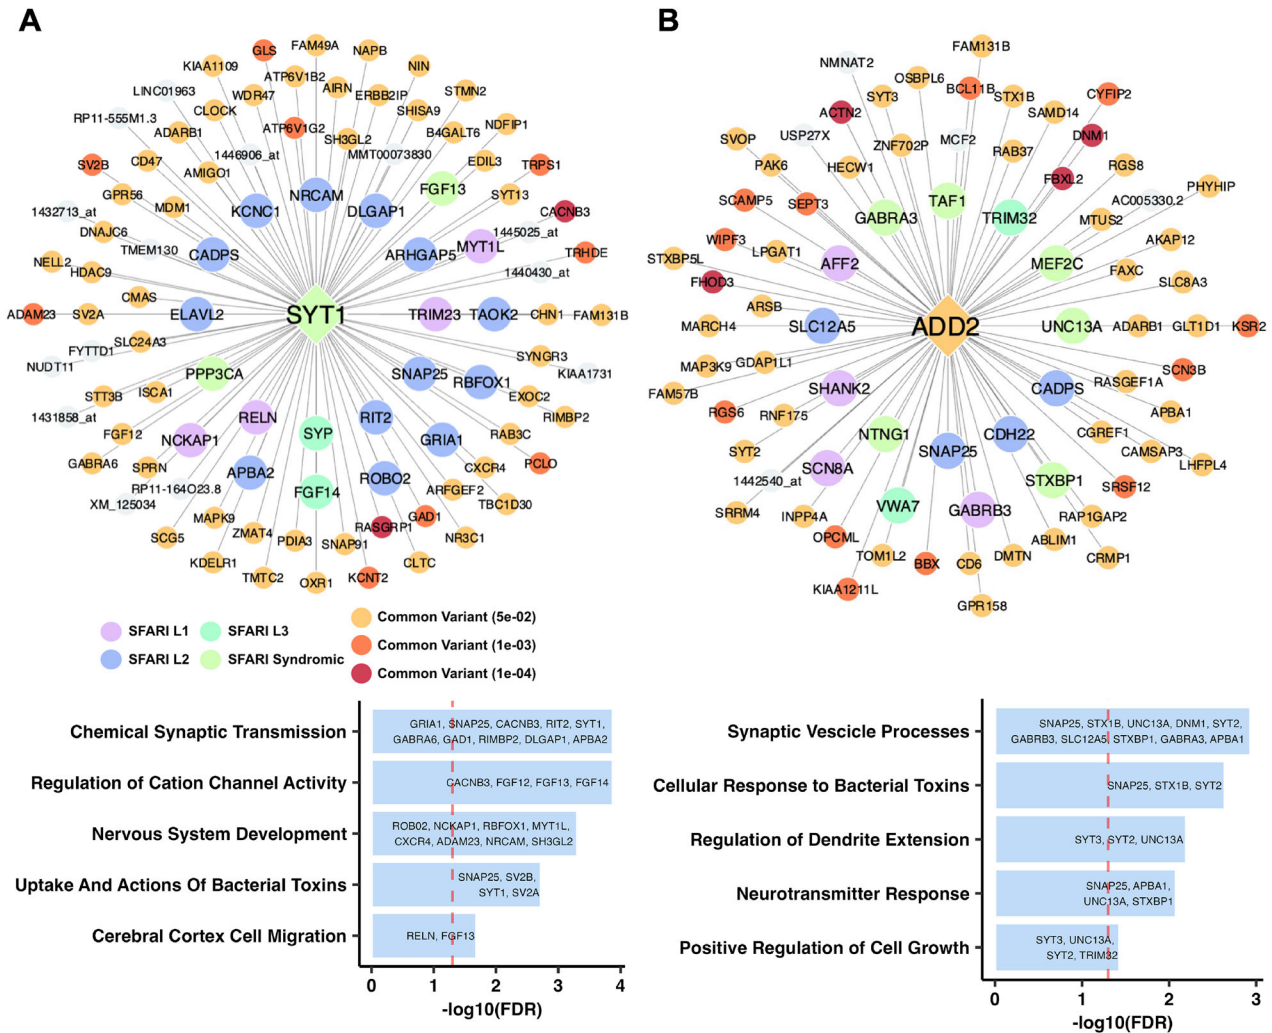 A
GLS
FAM49A
NAPB
KIAA1109
ATP6V1B2
NIN
LINC01963
WDR47
AIRN
ERBB2IP
STMN2
RP11-555M1.3
CLOCK
SHISA9
ADARB1
ATP6V1G2
SH3GL2
B4GALT6
NDFIP1
SV2B
CD47
1446906_at
MMT00073830
EDIL3
TRPS1
AMIGO1
GPR56
NRCAM
FGF13
SYT13
1432713_at
MDM1
KCNC1
DLGAP1
CACNB3
DNAJC6
1445025_at
TMEM130
CADPS
ARHGAP5
MYT1L
TRHDE
NELL2
HDAC9
1440430_at
CMAS
ADAM23
SV2A
ELAVL2
SYT1
TRIM23
TAOK2
CHN1
FAM131B
FYTTD1
SLC24A3
NUDT11
SYNGR3
KIAA1731
PPP3CA
SNAP25
RBFOX1
STT3B
ISCA1
EXOC2
1431858_at
RELN
RIT2
RIMBP2
FGF12
NCKAP1
SYP
GRIA1
RAB3C
GABRA6
SPRN
CXCR4
PCLO
RP11-164O23.8
APBA2
FGF14
ROBO2
ARFGEF2
XM_125034
TBC1D30
MAPK9
RASGRP1
GAD1
SCG5
ZMAT4
PDIA3
SNAP91
NR3C1
KDELR1
CLTC
TMTC2
OXR1
KCNT2
SFARI L1
SFARI L3
SFARI L2
SFARI Syndromic
Common Variant (5e-02)
Common Variant (1e-03)
Common Variant (1e-04)
Chemical Synaptic Transmission
GRIA1, SNAP25, CACNB3, RIT2, SYT1,
GABRA6, GAD1, RIMBP2, DLGAP1, APBA2
Regulation of Cation Channel Activity
CACNB3, FGF12, FGF13, FGF14
Nervous System Development
ROB02, NCKAP1, RBFOX1, MYT1L,
CXCR4, ADAM23, NRCAM, SH3GL2
Uptake And Actions Of Bacterial Toxins
SNAP25, SV2B,
SYT1, SV2A
Cerebral Cortex Cell Migration
RELN, FGF13
0 1 2 3 4
-log10(FDR)
B
FAM131B
NMNAT2
OSBPL6
BCL11B
STX1B
CYFIP2
ACTN2
SYT3
SAMD14
SVOP
USP27X
ZNF702P
MCF2
RAB37
DNM1
PAK6
HECW1
FBXL2
RGS8
PHYHIP
SCAMP5
SEPT3
GABRA3
TAF1
TRIM32
AC005330.2
MTUS2
WIPF3
LPGAT1
AFF2
MEF2C
AKAP12
STXBP5L
FAXC
FHOD3
SLC8A3
ARSB
MARCH4
SLC12A5
ADD2
UNC13A
ADARB1
GLT1D1
KSR2
MAP3K9
GDAP1L1
SCN3B
FAM57B
SHANK2
CADPS
RASGEF1A
RGS6
RNF175
APBA1
NTNG1
CDH22
CGREF1
SYT2
SNAP25
CAMSAP3
LHFPL4
1442540_at
SCN8A
STXBP1
SRSF12
SRRM4
INPP4A
VWA7
GABRB3
RAP1GAP2
OPCML
ABLIM1
TOM1L2
BBX
CD6
DMTN
CRMP1
KIAA1211L
GPR158
Synaptic Vescicle Processes
SNAP25, STX1B, UNC13A, DNM1, SYT2,
GABRB3, SLC12A5, STXBP1, GABRA3, APBA1
Cellular Response to Bacterial Toxins
SNAP25, STX1B, SYT2
Regulation of Dendrite Extension
SYT3, SYT2, UNC13A
Neurotransmitter Response
SNAP25, APBA1,
UNC13A, STXBP1
Positive Regulation of Cell Growth
SYT3, UNC13A,
SYT2, TRIM32
0 1 2 3
-log10(FDR)